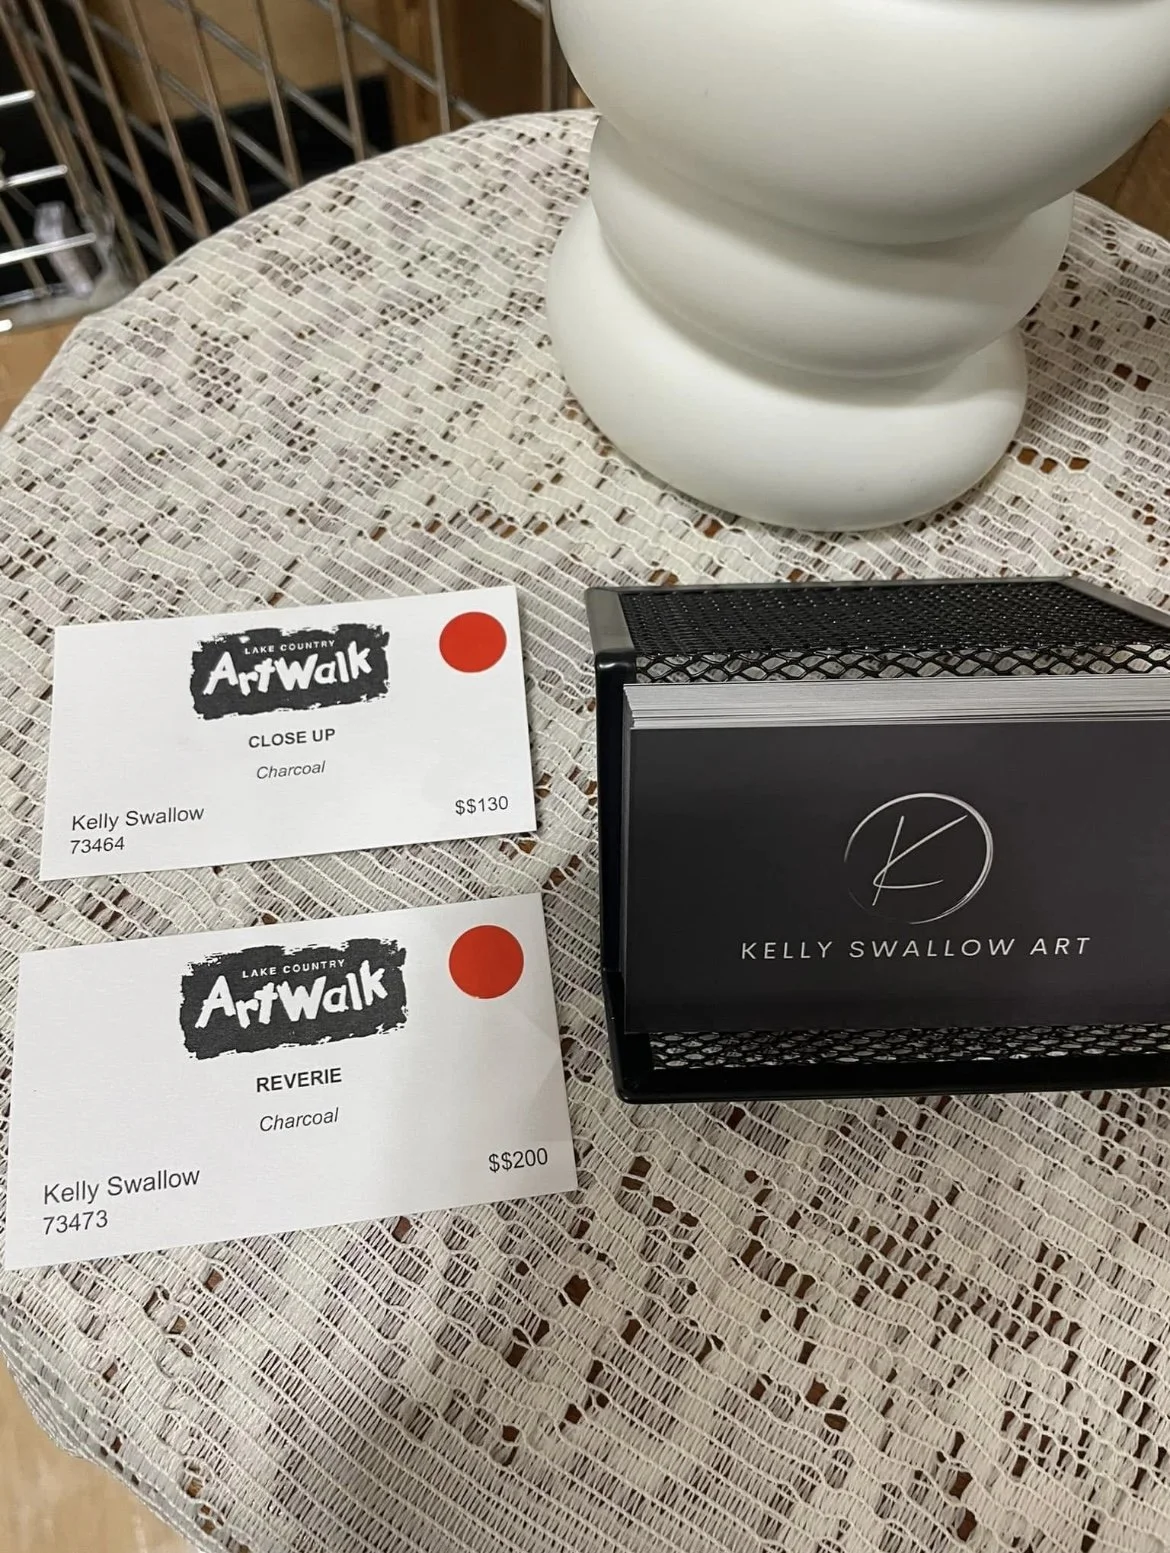 LAKE COUNTRY
ArtWalk
CLOSE UP
Charcoal
Kelly Swallow
$$130
73464
LAKE COUNTRY
ArtWalk
REVERIE
Charcoal
Kelly Swallow
$$200
73473
K
KELLY SWALLOW ART